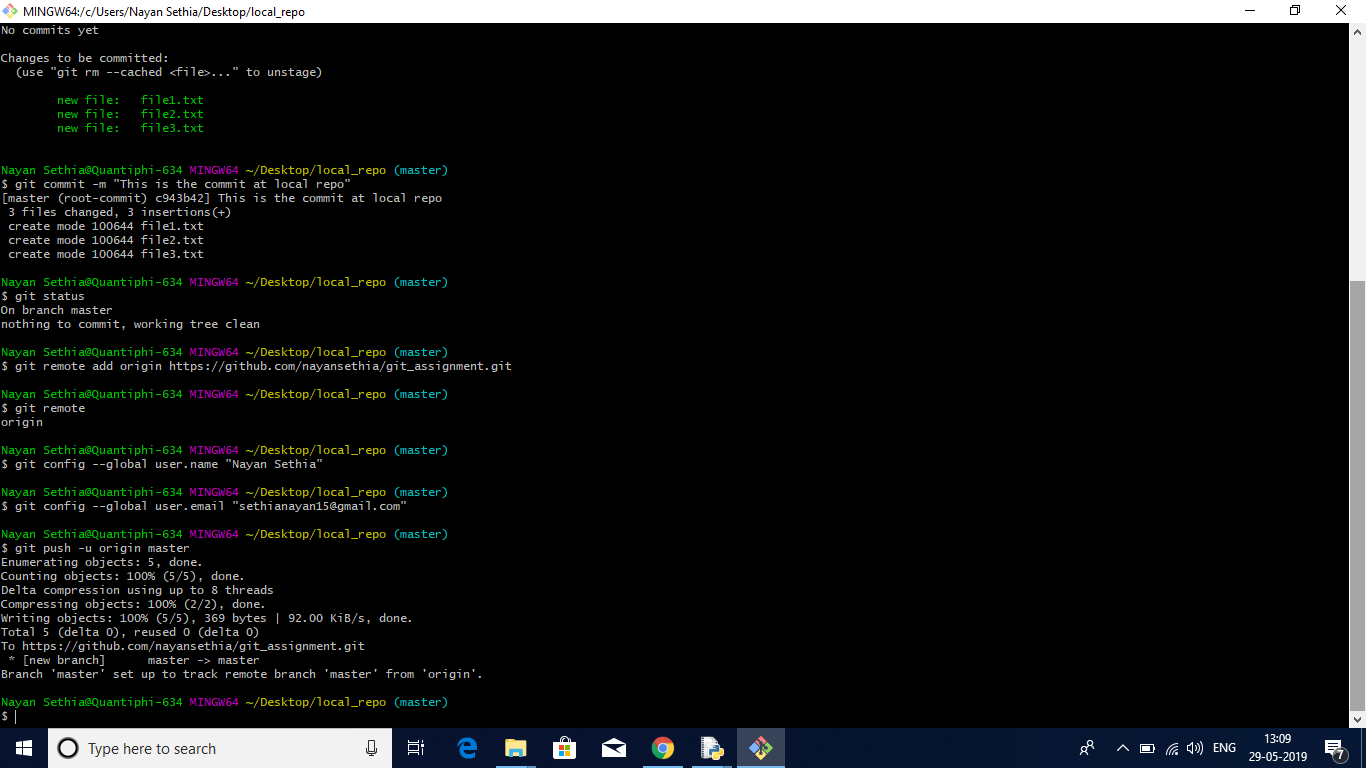 MINGW64:/c/Users/Nayan Sethia/Desktop/local_repo
No commits yet
Changes to be committed:
  (use "git rm --cached <file>..." to unstage)
        new file:   file1.txt
        new file:   file2.txt
        new file:   file3.txt
Nayan Sethia@Quantiphi-634 MINGW64 ~/Desktop/local_repo (master)
$ git commit -m "This is the commit at local repo"
[master (root-commit) c943b42] This is the commit at local repo
 3 files changed, 3 insertions(+)
 create mode 100644 file1.txt
 create mode 100644 file2.txt
 create mode 100644 file3.txt
Nayan Sethia@Quantiphi-634 MINGW64 ~/Desktop/local_repo (master)
$ git status
On branch master
nothing to commit, working tree clean
Nayan Sethia@Quantiphi-634 MINGW64 ~/Desktop/local_repo (master)
$ git remote add origin https://github.com/nayansethia/git_assignment.git
Nayan Sethia@Quantiphi-634 MINGW64 ~/Desktop/local_repo (master)
$ git remote
origin
Nayan Sethia@Quantiphi-634 MINGW64 ~/Desktop/local_repo (master)
$ git config --global user.name "Nayan Sethia"
Nayan Sethia@Quantiphi-634 MINGW64 ~/Desktop/local_repo (master)
$ git config --global user.email "sethianayan15@gmail.com"
Nayan Sethia@Quantiphi-634 MINGW64 ~/Desktop/local_repo (master)
$ git push -u origin master
Enumerating objects: 5, done.
Counting objects: 100% (5/5), done.
Delta compression using up to 8 threads
Compressing objects: 100% (2/2), done.
Writing objects: 100% (5/5), 369 bytes | 92.00 KiB/s, done.
Total 5 (delta 0), reused 0 (delta 0)
To https://github.com/nayansethia/git_assignment.git
 * [new branch]      master -> master
Branch 'master' set up to track remote branch 'master' from 'origin'.
Nayan Sethia@Quantiphi-634 MINGW64 ~/Desktop/local_repo (master)
$
Type here to search
ENG
13:09
29-05-2019
7